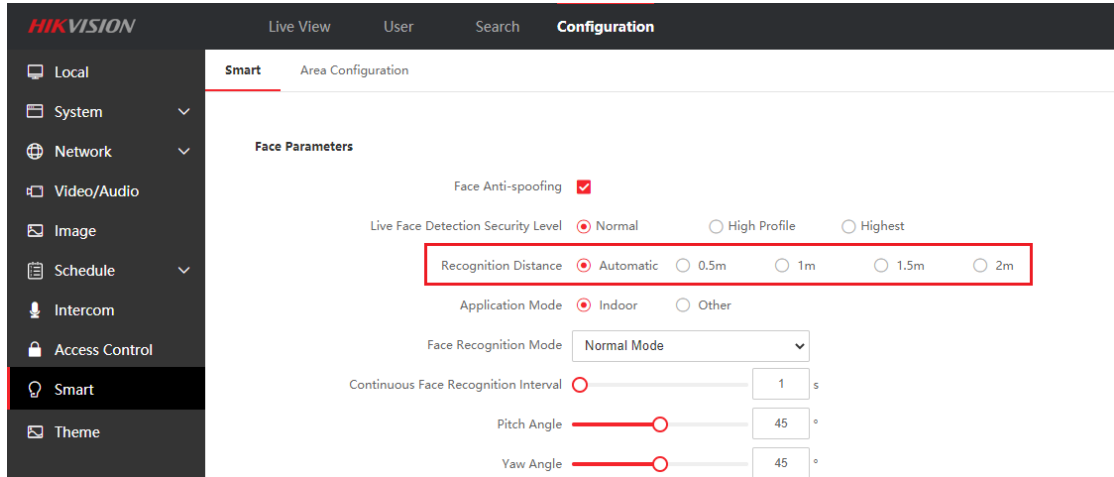 HIKVISION Live View User Search Configuration
Local
System
Network
Video/Audio
Image
Schedule
Intercom
Access Control
Smart
Theme
Smart Area Configuration
Face Parameters
Face Anti-spoofing
Live Face Detection Security Level Normal High Profile Highest
Recognition Distance Automatic 0.5m 1m 1.5m 2m
Application Mode Indoor Other
Face Recognition Mode Normal Mode
Continuous Face Recognition Interval 1 s
Pitch Angle 45 °
Yaw Angle 45 °